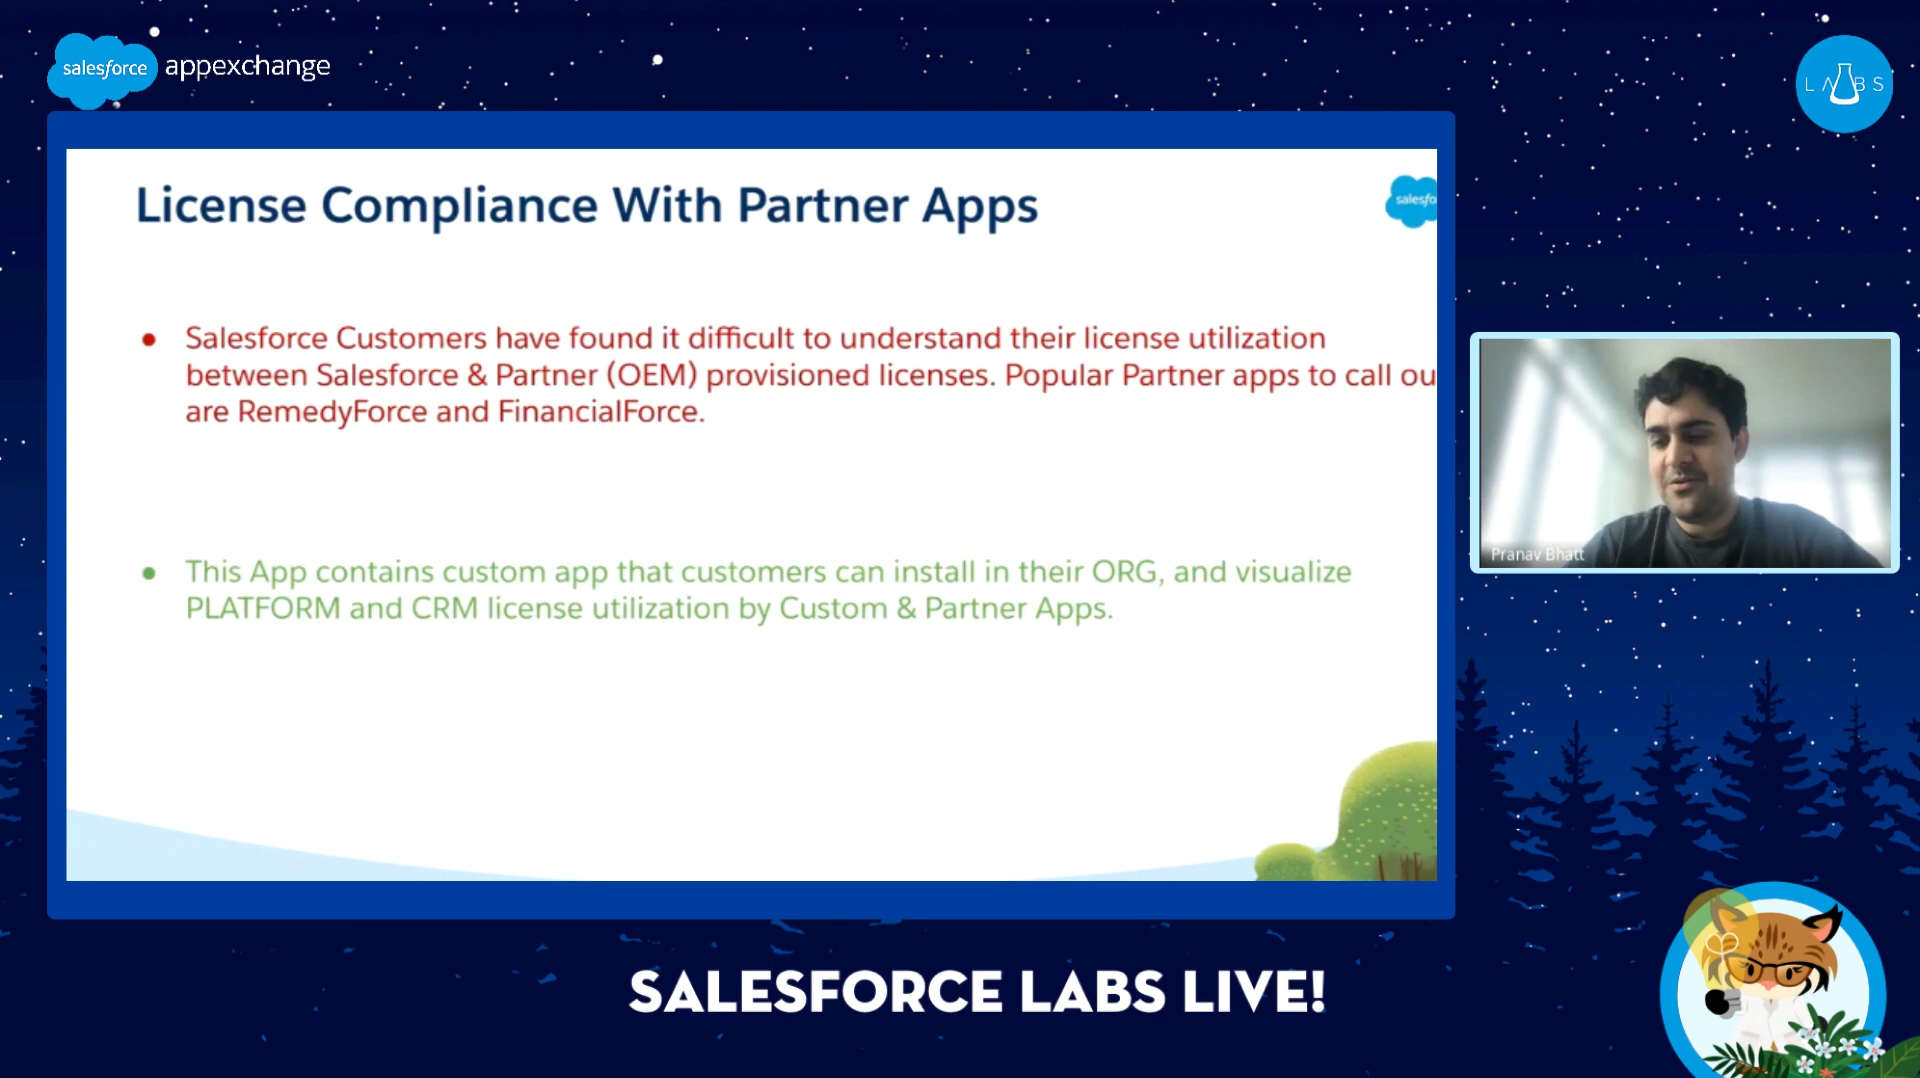 salesforce appexchange
LABS
License Compliance With Partner Apps
salesfo
Salesforce Customers have found it difficult to understand their license utilization
between Salesforce & Partner (OEM) provisioned licenses. Popular Partner apps to call ou
are RemedyForce and FinancialForce.
This App contains custom app that customers can install in their ORG, and visualize
PLATFORM and CRM license utilization by Custom & Partner Apps.
Pranav Bhatt
SALESFORCE LABS LIVE!